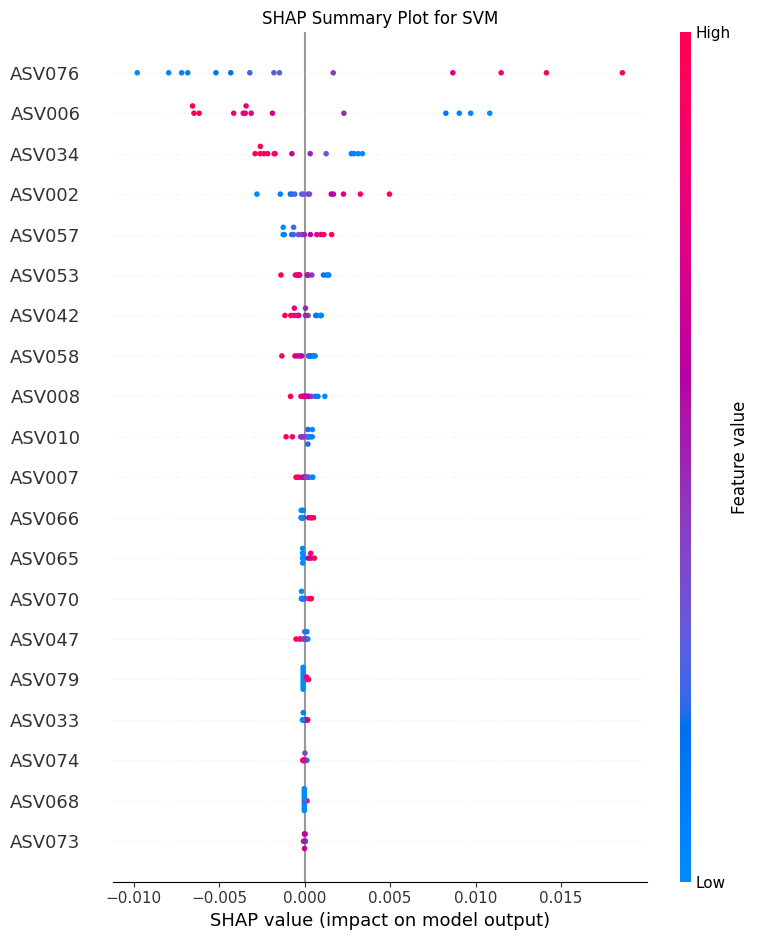 SHAP Summary Plot for SVM
High
ASV076
ASV006
ASV034
ASV002
ASV057
ASV053
ASV042
ASV058
ASV008
ASV010
ASV007
ASV066
ASV065
ASV070
ASV047
ASV079
ASV033
ASV074
ASV068
ASV073
Feature value
Low
−0.010 −0.005 0.000 0.005 0.010 0.015
SHAP value (impact on model output)